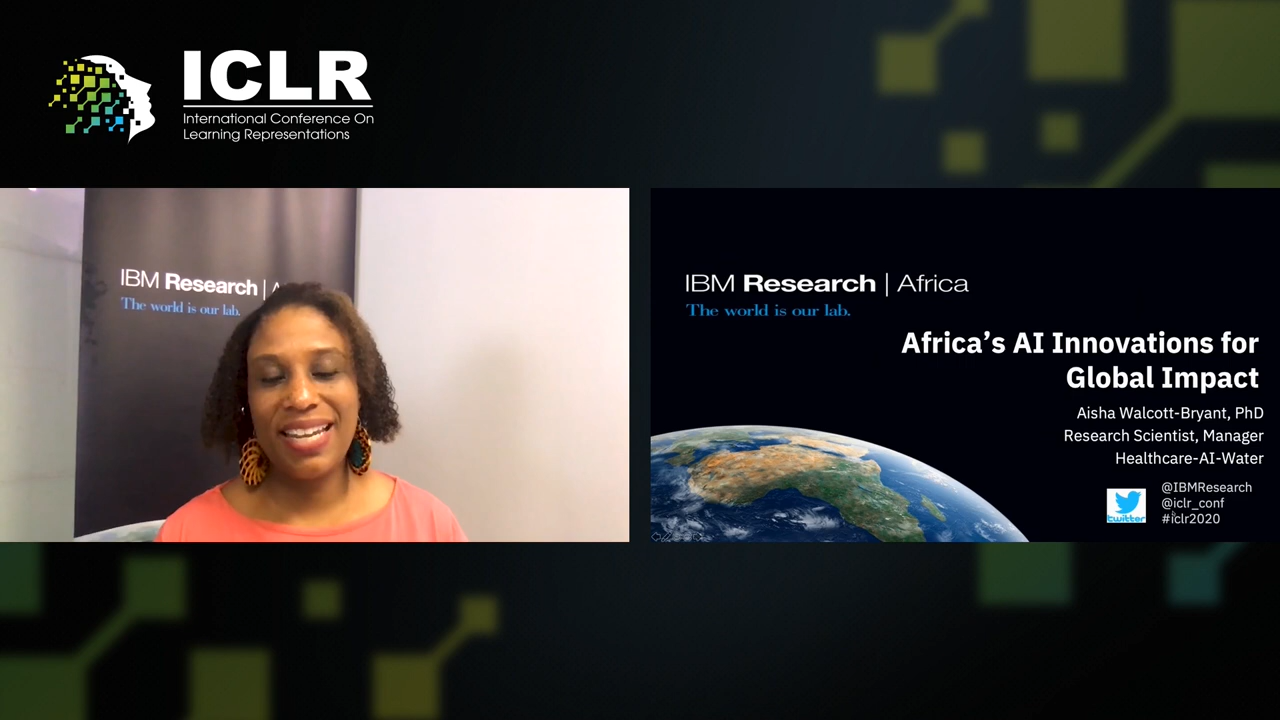 ICLR
International Conference On
Learning Representations
IBM Research | A
The world is our lab.
IBM Research | Africa
The world is our lab.
Africa's AI Innovations for
Global Impact
Aisha Walcott-Bryant, PhD
Research Scientist, Manager
Healthcare-AI-Water
twitter
@IBMResearch
@iclr_conf
#iclr2020